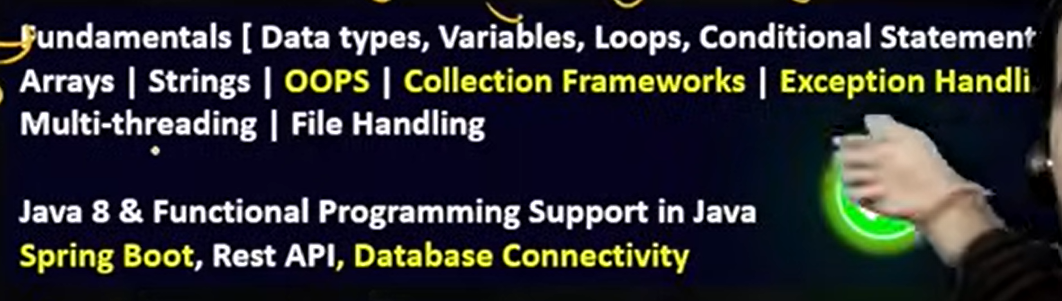 Fundamentals [ Data types, Variables, Loops, Conditional Statement
Arrays | Strings | OOPS | Collection Frameworks | Exception Handli
Multi-threading | File Handling
Java 8 & Functional Programming Support in Java
Spring Boot, Rest API, Database Connectivity